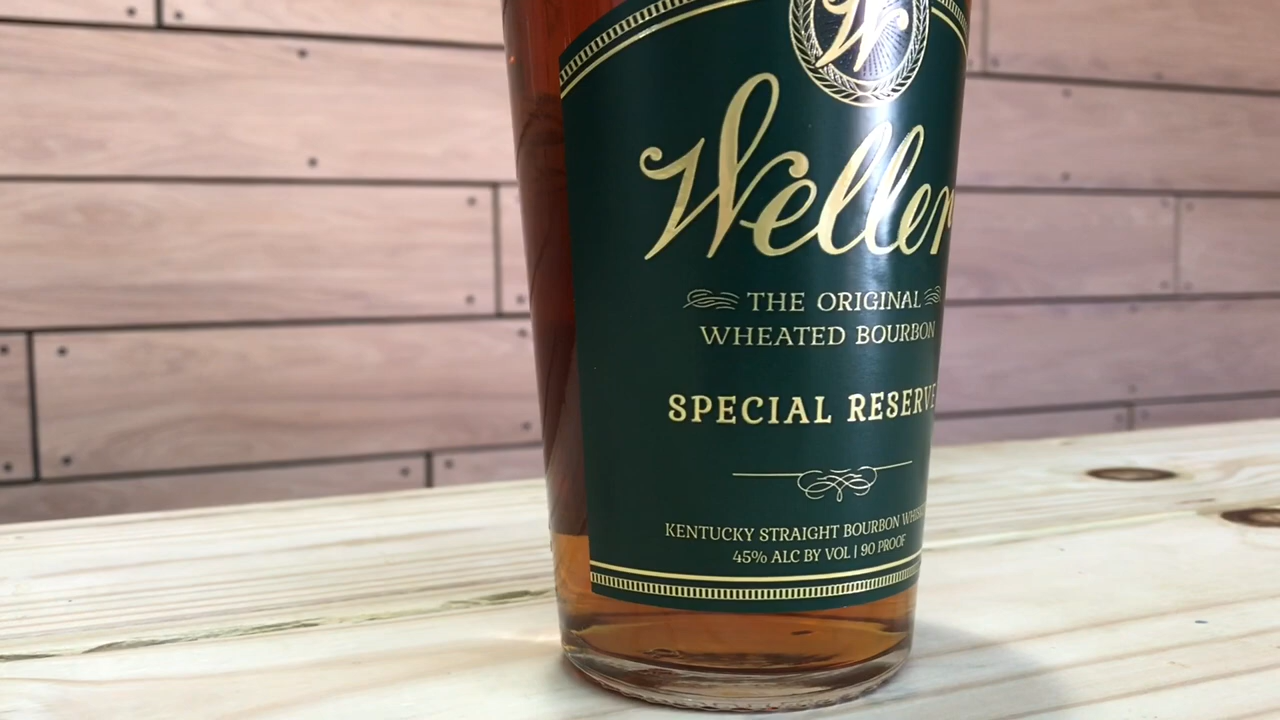 W
Weller
THE ORIGINAL
WHEATED BOURBON
SPECIAL RESERVE
KENTUCKY STRAIGHT BOURBON
45% ALC BY VOL | 90 PROOF